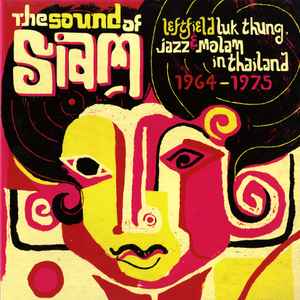 The Sound of
Siam
leftfield luk thung,
jazz & molam
in thailand
1964-1975